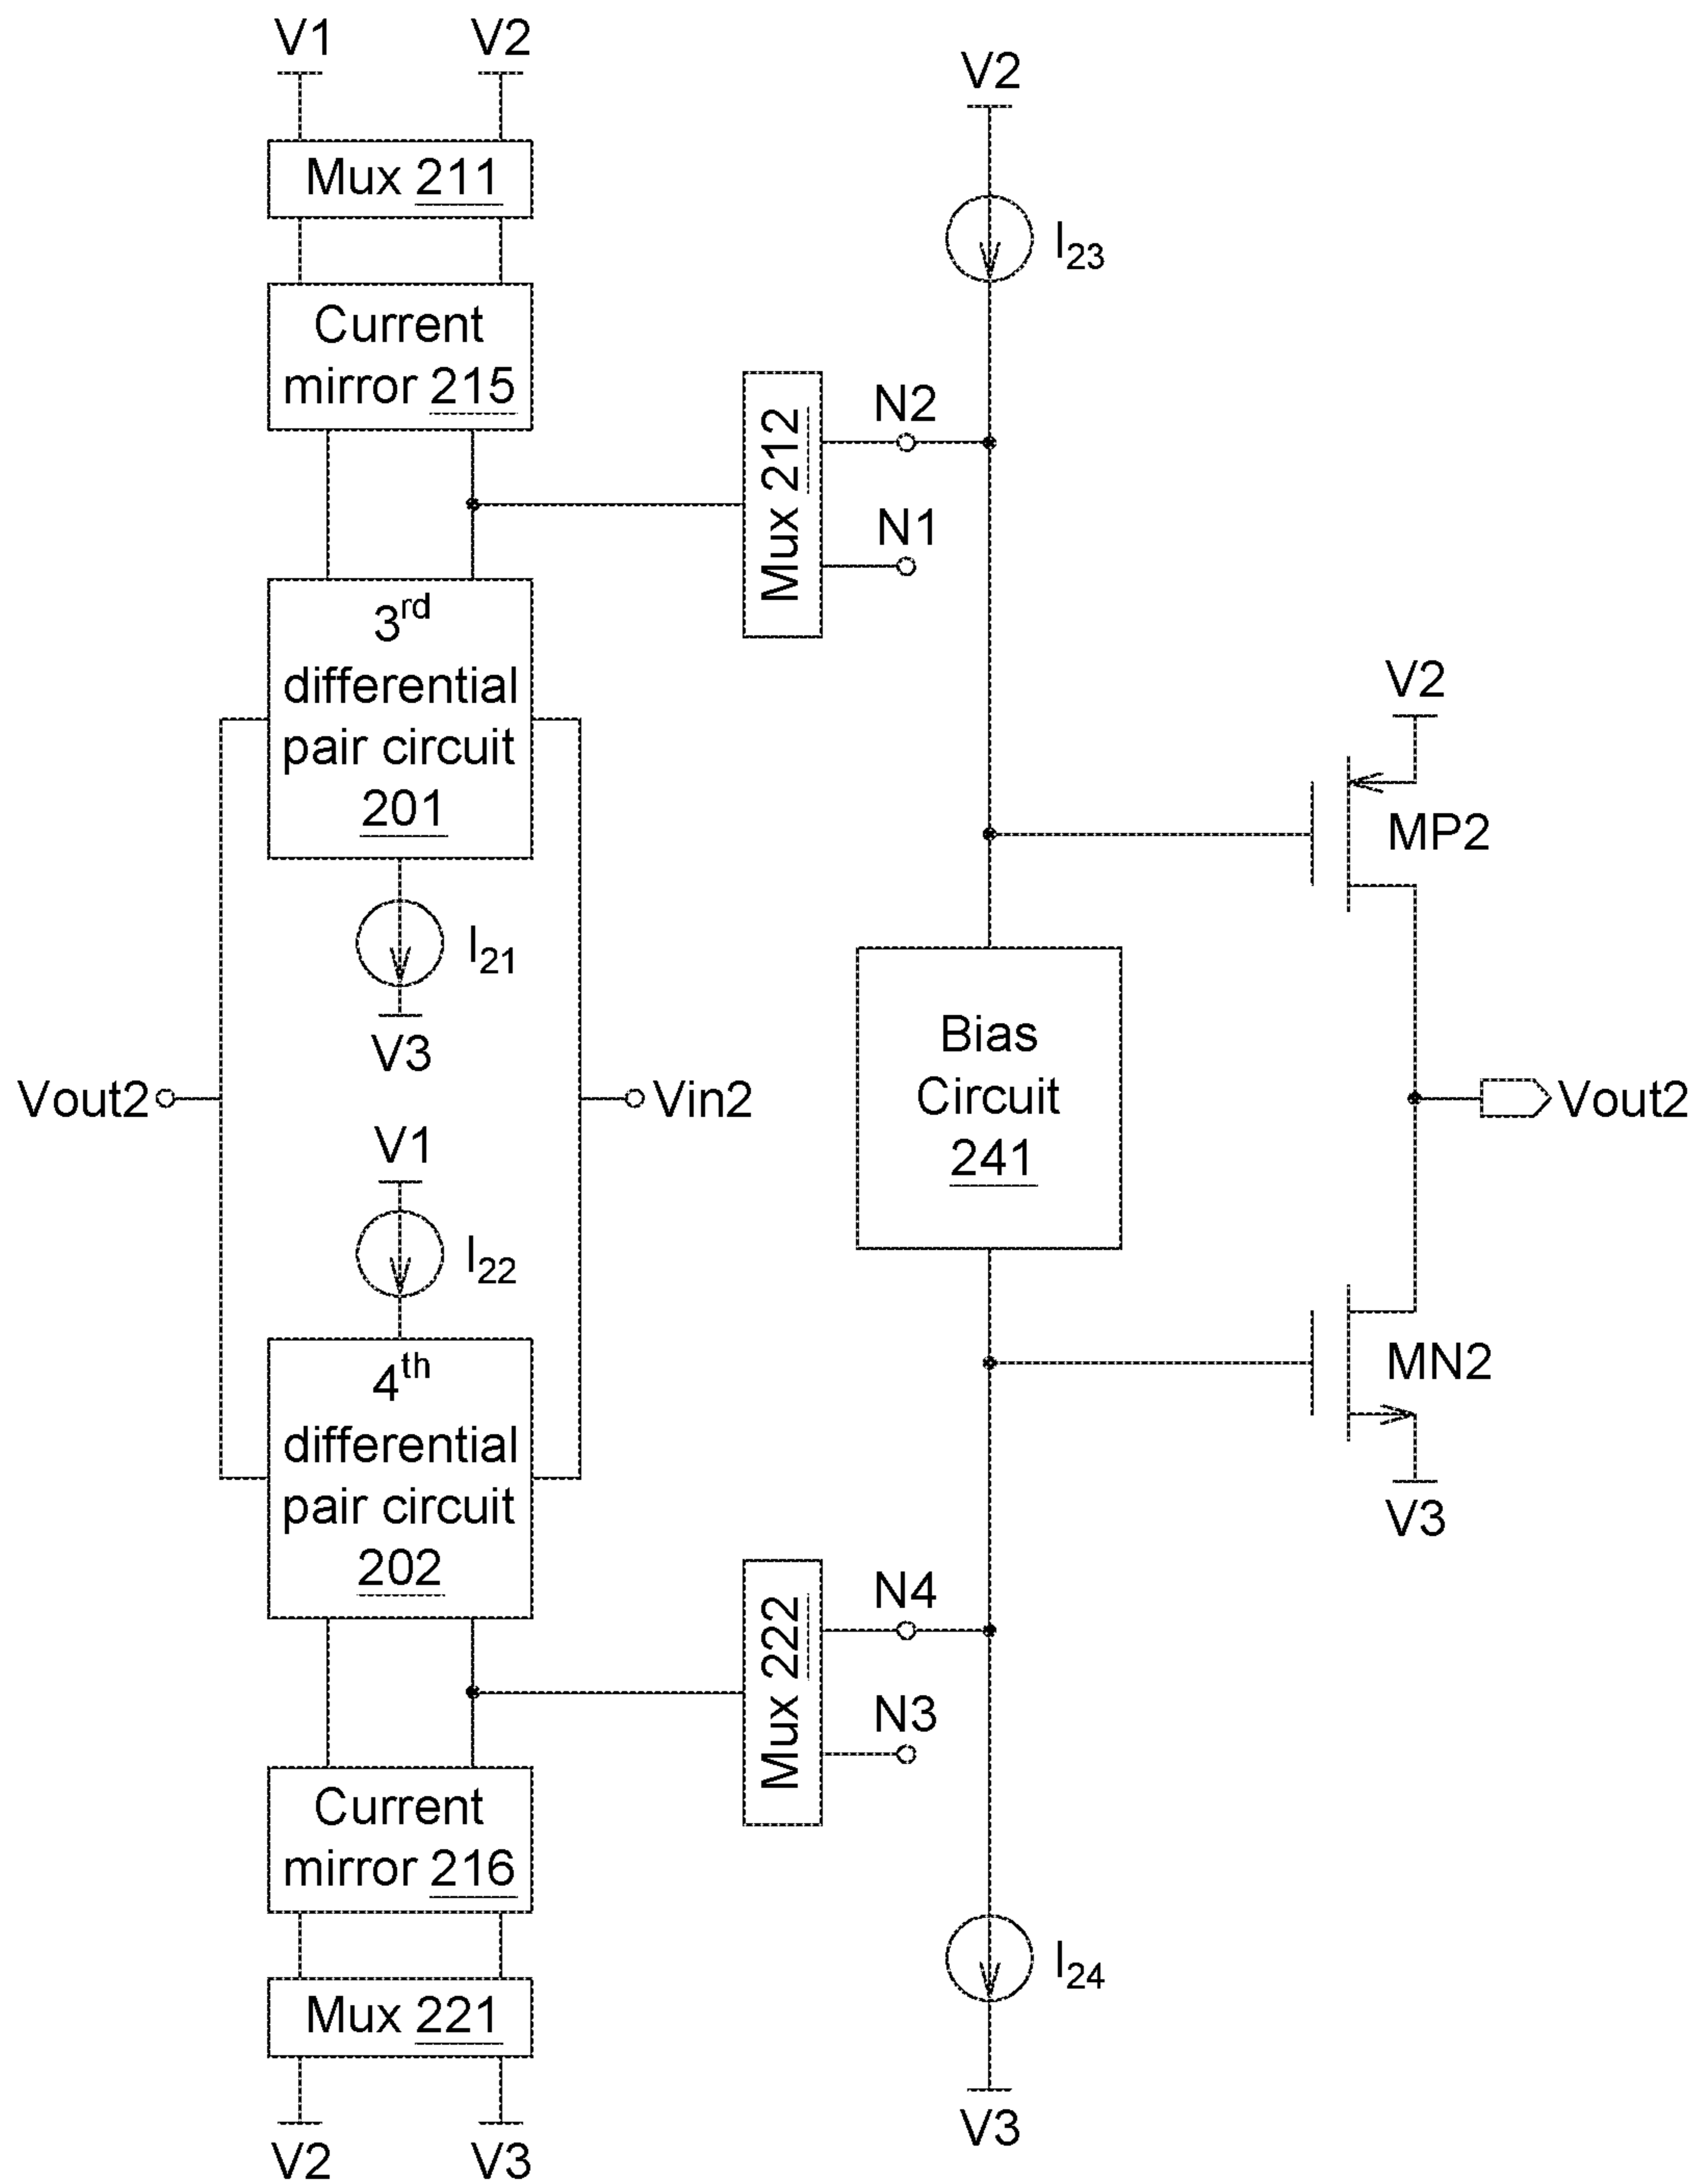 V1
V2
V2
Mux 211
I23
Current
mirror 215
N2
Mux 212
N1
3rd
differential
pair circuit
201
V2
MP2
I21
V3
Bias
Circuit
241
Vout2
Vin2
Vout2
V1
I22
4th
differential
pair circuit
202
MN2
V3
N4
Mux 222
N3
Current
mirror 216
I24
Mux 221
V3
V2
V3